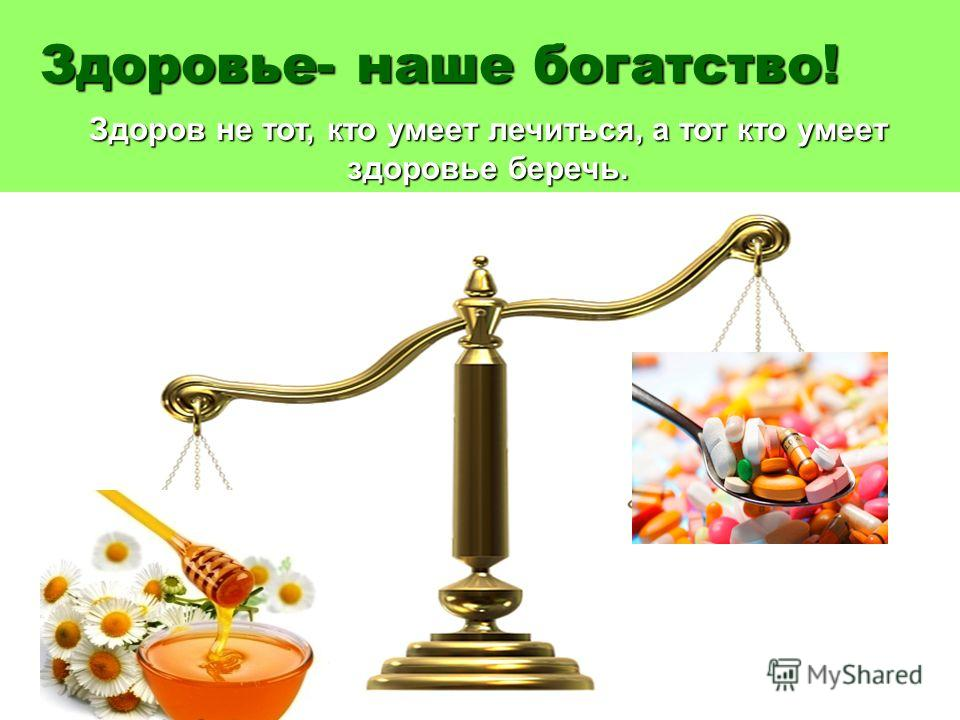 Здоровье- наше богатство!
Здоров не тот, кто умеет лечиться, а тот кто умеет
здоровье беречь.
MyShared